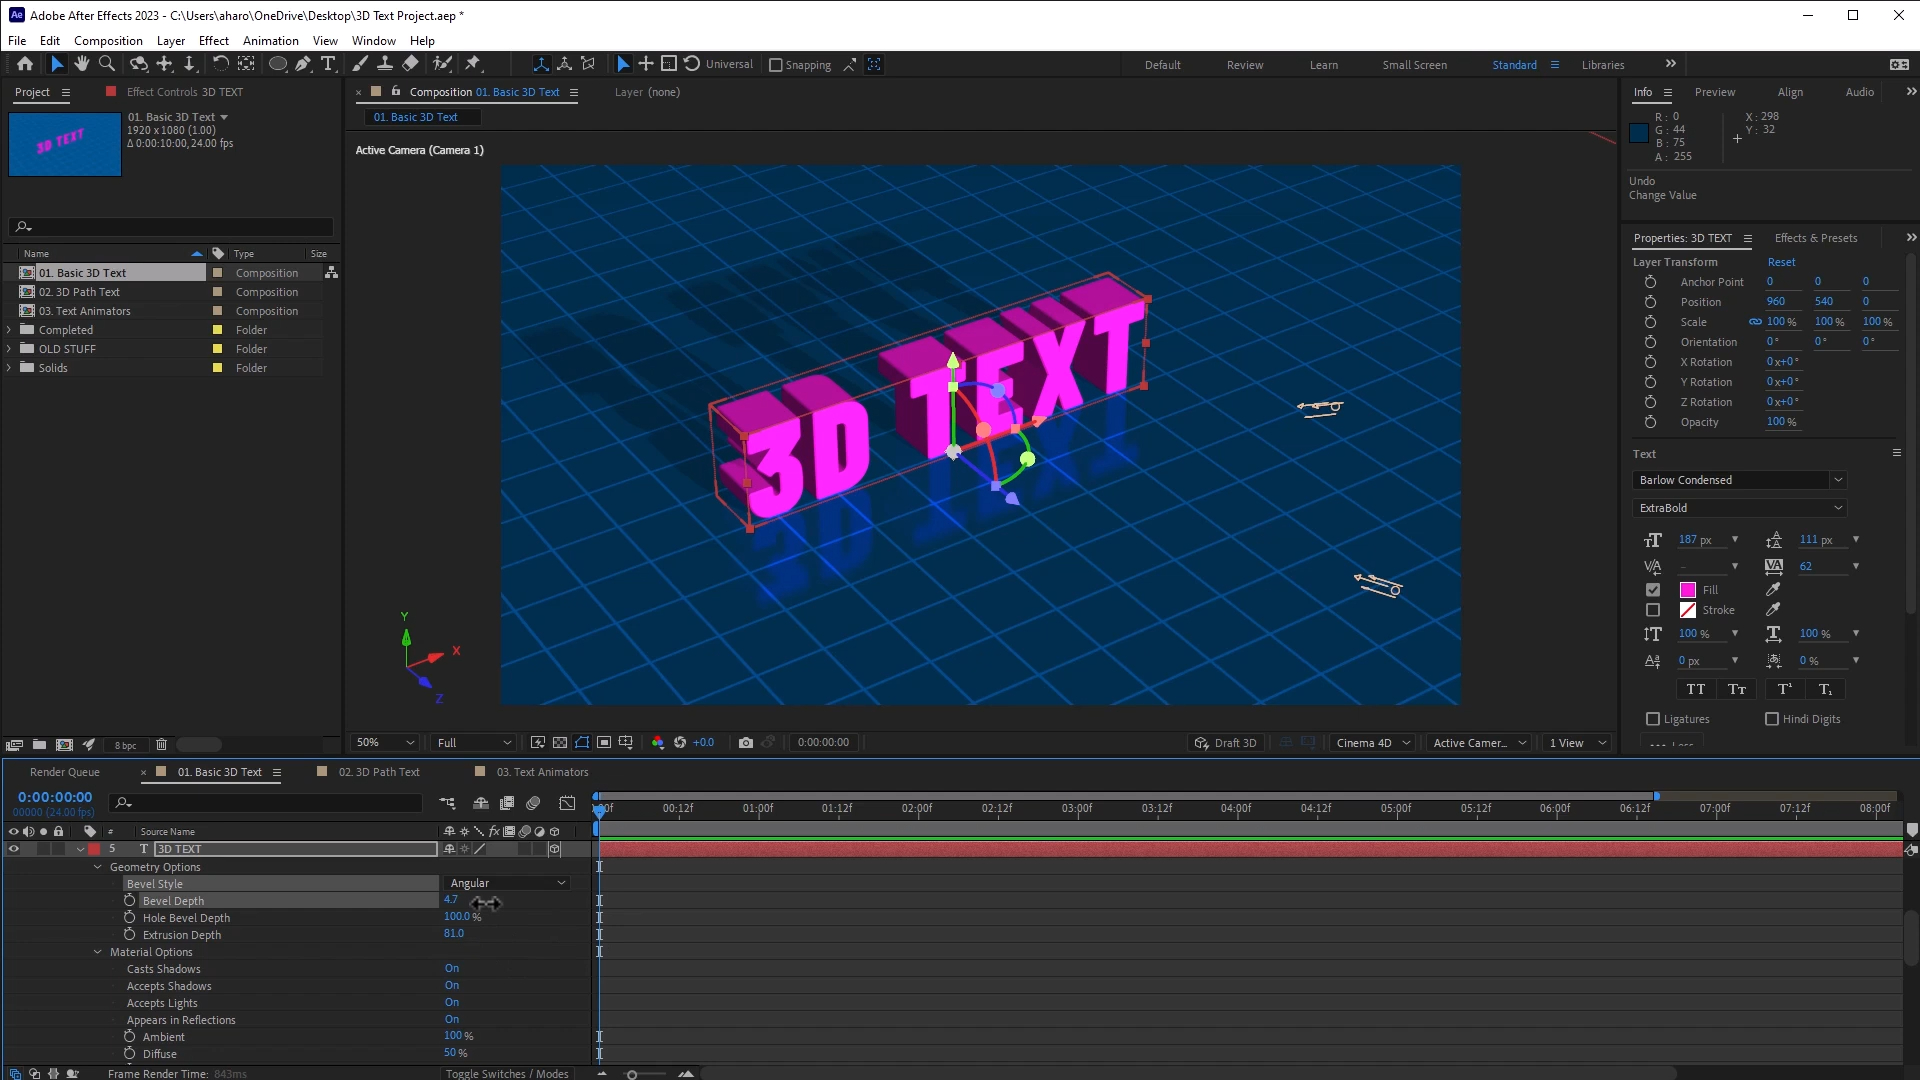 Ae Adobe After Effects 2023 - C:\Users\aharo\OneDrive\Desktop\3D Text Project.aep *
File Edit Composition Layer Effect Animation View Window Help
Universal Snapping Default Review Learn Small Screen Standard Libraries
Project Effect Controls 3D TEXT
01. Basic 3D Text
1920 x 1080 (1.00)
Δ 0:00:10:00, 24.00 fps
3D TEXT
Name Type Size
01. Basic 3D Text Composition
02. 3D Path Text Composition
03. Text Animators Composition
Completed Folder
OLD STUFF Folder
Solids Folder
8 bpc
Composition 01. Basic 3D Text Layer (none)
01. Basic 3D Text
Active Camera (Camera 1)
3D TEXT
Y
X
Z
50% Full +0.0 0:00:00:00 Draft 3D Cinema 4D Active Camer... 1 View
Info Preview Align Audio
R: 0
G: 44
B: 75
A: 255
X: 298
Y: 32
Undo
Change Value
Properties: 3D TEXT Effects & Presets
Layer Transform Reset
Anchor Point 0 0 0
Position 960 540 0
Scale 100% 100% 100%
Orientation 0° 0° 0°
X Rotation 0x+0°
Y Rotation 0x+0°
Z Rotation 0x+0°
Opacity 100%
Text
Barlow Condensed
ExtraBold
187 px 111 px
62
Fill
Stroke
100 % 100 %
0 px 0 %
Ligatures Hindi Digits
Render Queue 01. Basic 3D Text 02. 3D Path Text 03. Text Animators
0:00:00:00
00000 (24.00 fps)
00:12f 01:00f 01:12f 02:00f 02:12f 03:00f 03:12f 04:00f 04:12f 05:00f 05:12f 06:00f 06:12f 07:00f 07:12f 08:00f
# Source Name
5 T 3D TEXT
Geometry Options
Bevel Style Angular
Bevel Depth 4.7
Hole Bevel Depth 100.0 %
Extrusion Depth 81.0
Material Options
Casts Shadows On
Accepts Shadows On
Accepts Lights On
Appears in Reflections On
Ambient 100 %
Diffuse 50 %
Frame Render Time: 843ms Toggle Switches / Modes